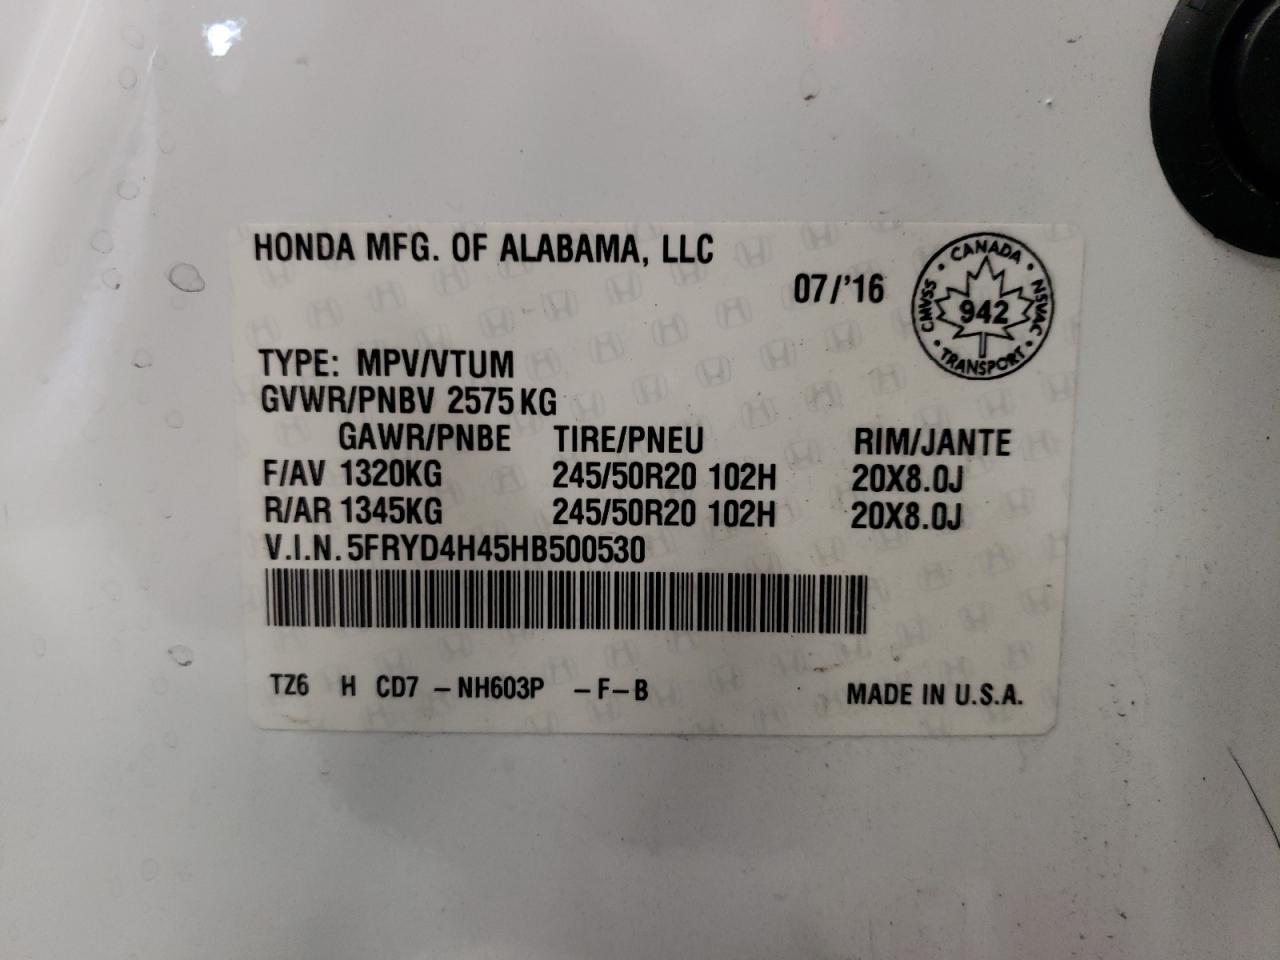 HONDA MFG. OF ALABAMA, LLC
07/'16
CANADA
CMVSS
942
NSVAC
TRANSPORT
TYPE: MPV/VTUM
GVWR/PNBV 2575KG
GAWR/PNBE TIRE/PNEU RIM/JANTE
F/AV 1320KG 245/50R20 102H 20X8.0J
R/AR 1345KG 245/50R20 102H 20X8.0J
V.I.N. 5FRYD4H45HB500530
TZ6 H CD7 -NH603P -F-B MADE IN U.S.A.